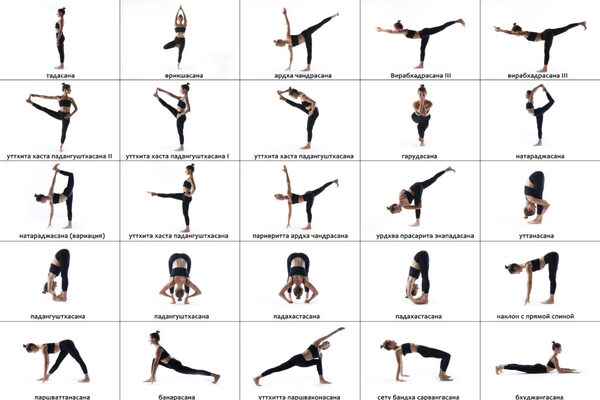 тадасана
врикшасана
ардха чандрасана
Вирабхадрасана III
вирабхадрасана III
уттхита хаста падангуштхасана II
уттхита хаста падангуштхасана I
уттхита хаста падангуштхасана
гарудасана
натараджасана
натараджасана (вариация)
уттхита хаста падангуштхасана
паривритта ардха чандрасана
урдхва прасарита экападасана
уттанасана
падангуштхасана
падангуштхасана
падахастасана
падахастасана
наклон с прямой спиной
паршваттанасана
банарасана
уттхитта паршваконасана
сету бандха сарвангасана
бхуджангасана